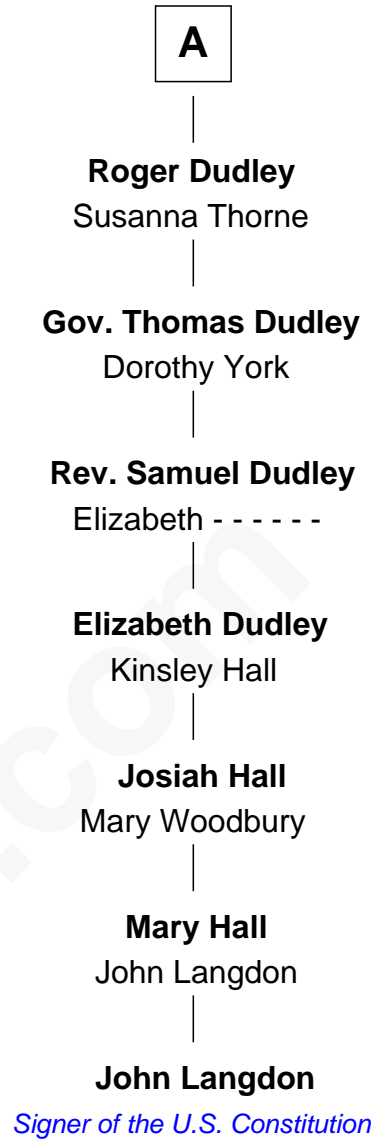 A
Roger Dudley
Susanna Thorne
Gov. Thomas Dudley
Dorothy York
Rev. Samuel Dudley
Elizabeth - - - - - -
Elizabeth Dudley
Kinsley Hall
Josiah Hall
Mary Woodbury
Mary Hall
John Langdon
John Langdon
Signer of the U.S. Constitution
.com